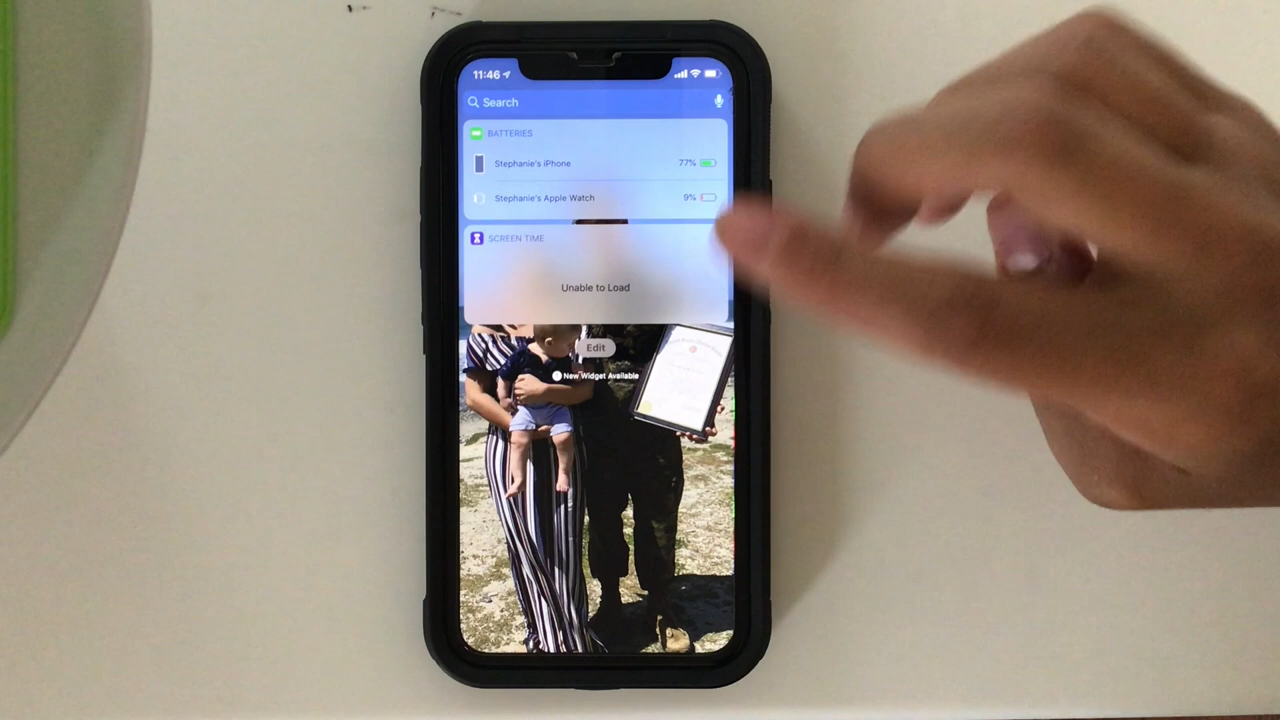 11:46
Search
BATTERIES
Stephanie's iPhone 77%
Stephanie's Apple Watch 9%
SCREEN TIME
Unable to Load
Edit
New Widget Available